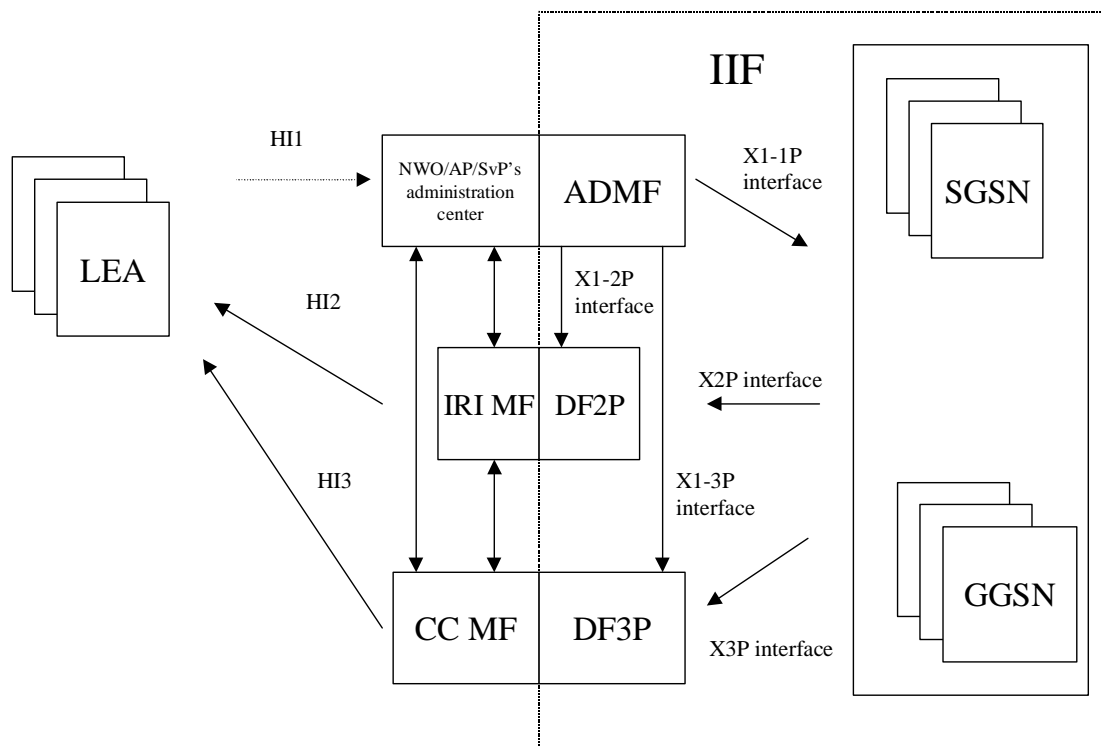 IIF
HI1
NWO/AP/SvP's
administration
center
ADMF
X1-1P
interface
SGSN
LEA
HI2
X1-2P
interface
IRI MF
DF2P
X2P interface
HI3
X1-3P
interface
CC MF
DF3P
GGSN
X3P interface